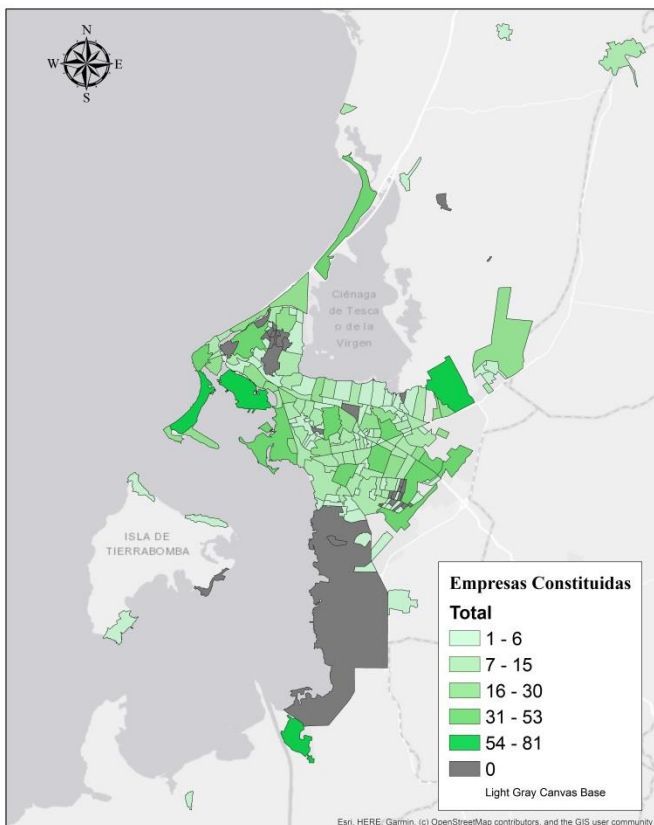 N
W E
S
Ciénaga
de Tesca
o de la
Virgen
ISLA DE
TIERRABOMBA
Empresas Constituidas
Total
1 - 6
7 - 15
16 - 30
31 - 53
54 - 81
0
Light Gray Canvas Base
Esri, HERE, Garmin, (c) OpenStreetMap contributors, and the GIS user community